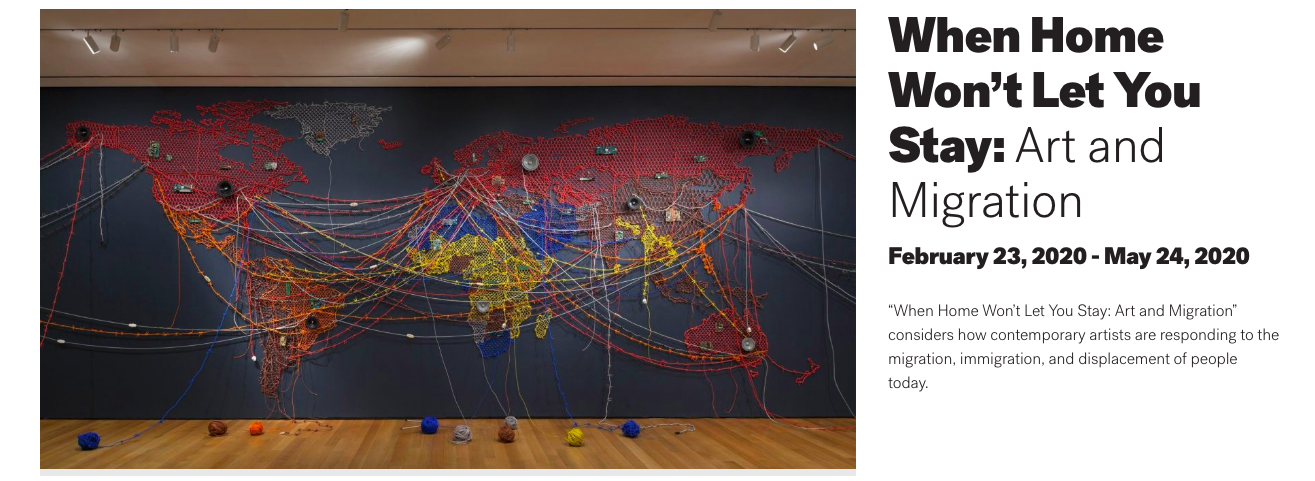 When Home
Won’t Let You
Stay: Art and
Migration
February 23, 2020 - May 24, 2020
“When Home Won’t Let You Stay: Art and Migration”
considers how contemporary artists are responding to the
migration, immigration, and displacement of people
today.